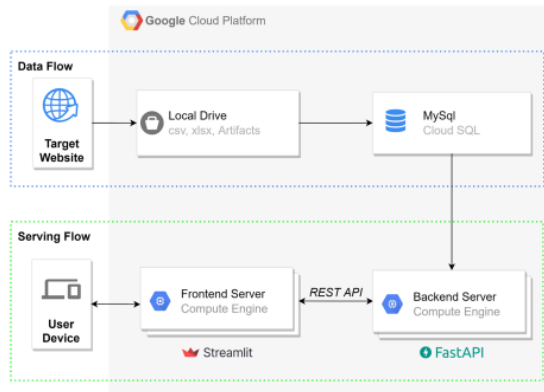 Google Cloud Platform
Data Flow
Target
Website
Local Drive
csv, xlsx, Artifacts
MySql
Cloud SQL
Serving Flow
User
Device
Frontend Server
Compute Engine
REST API
Backend Server
Compute Engine
Streamlit
FastAPI